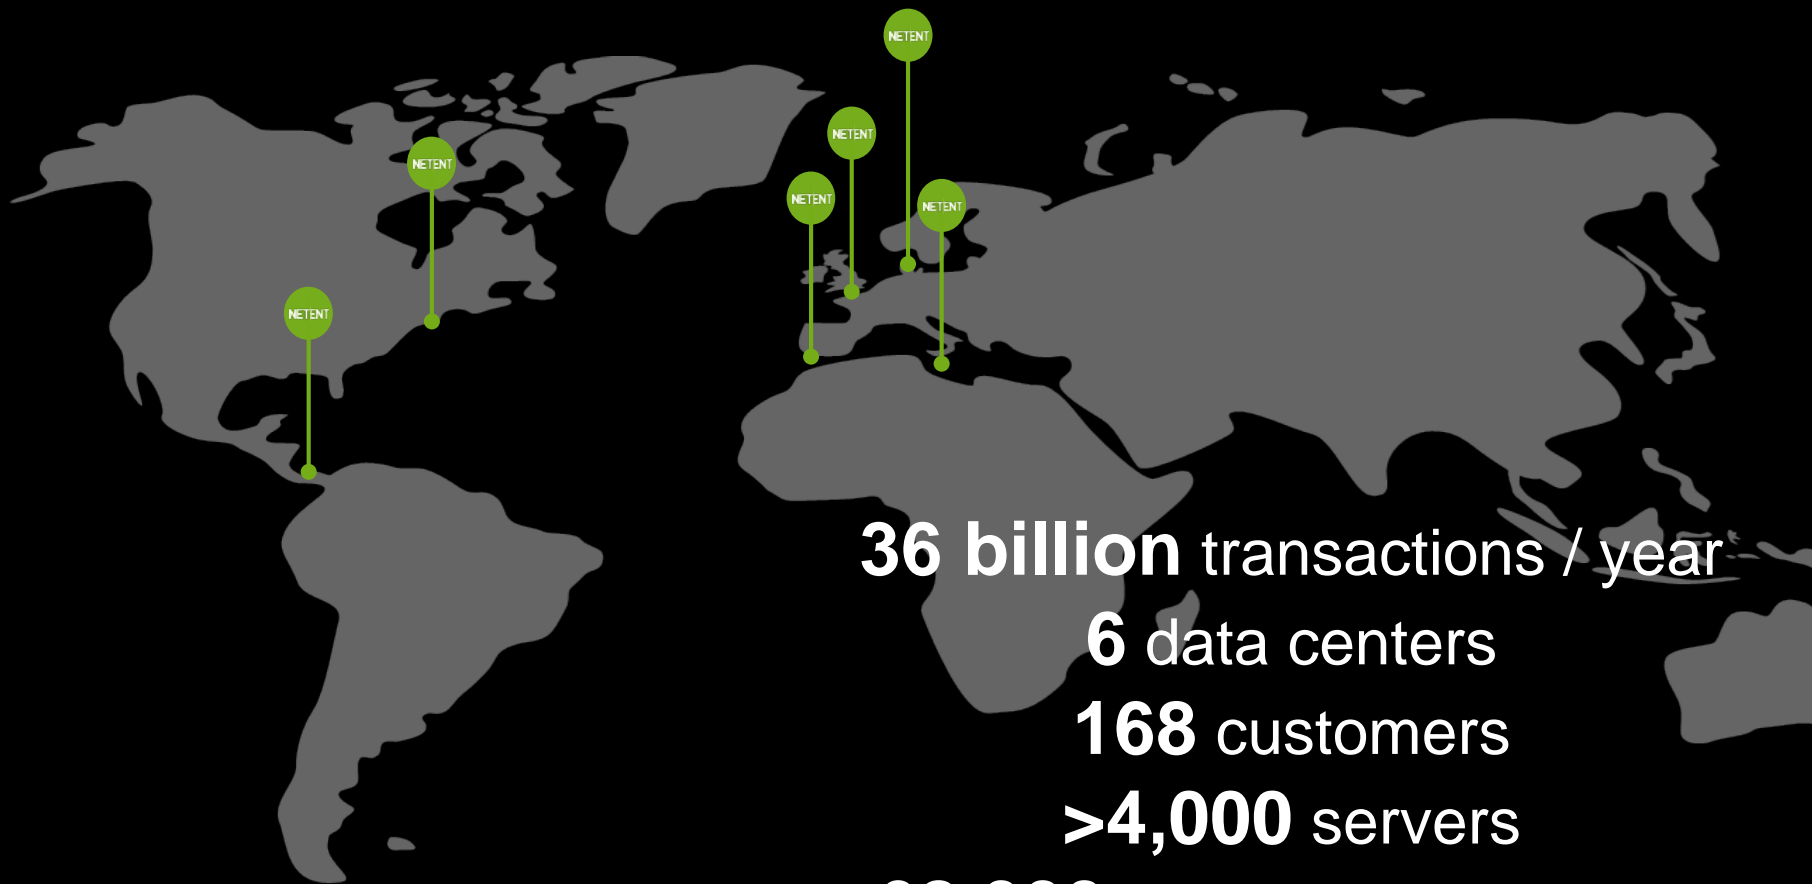 NETENT
NETENT
NETENT
NETENT
NETENT
NETENT
36 billion transactions / year
6 data centers
168 customers
>4,000 servers